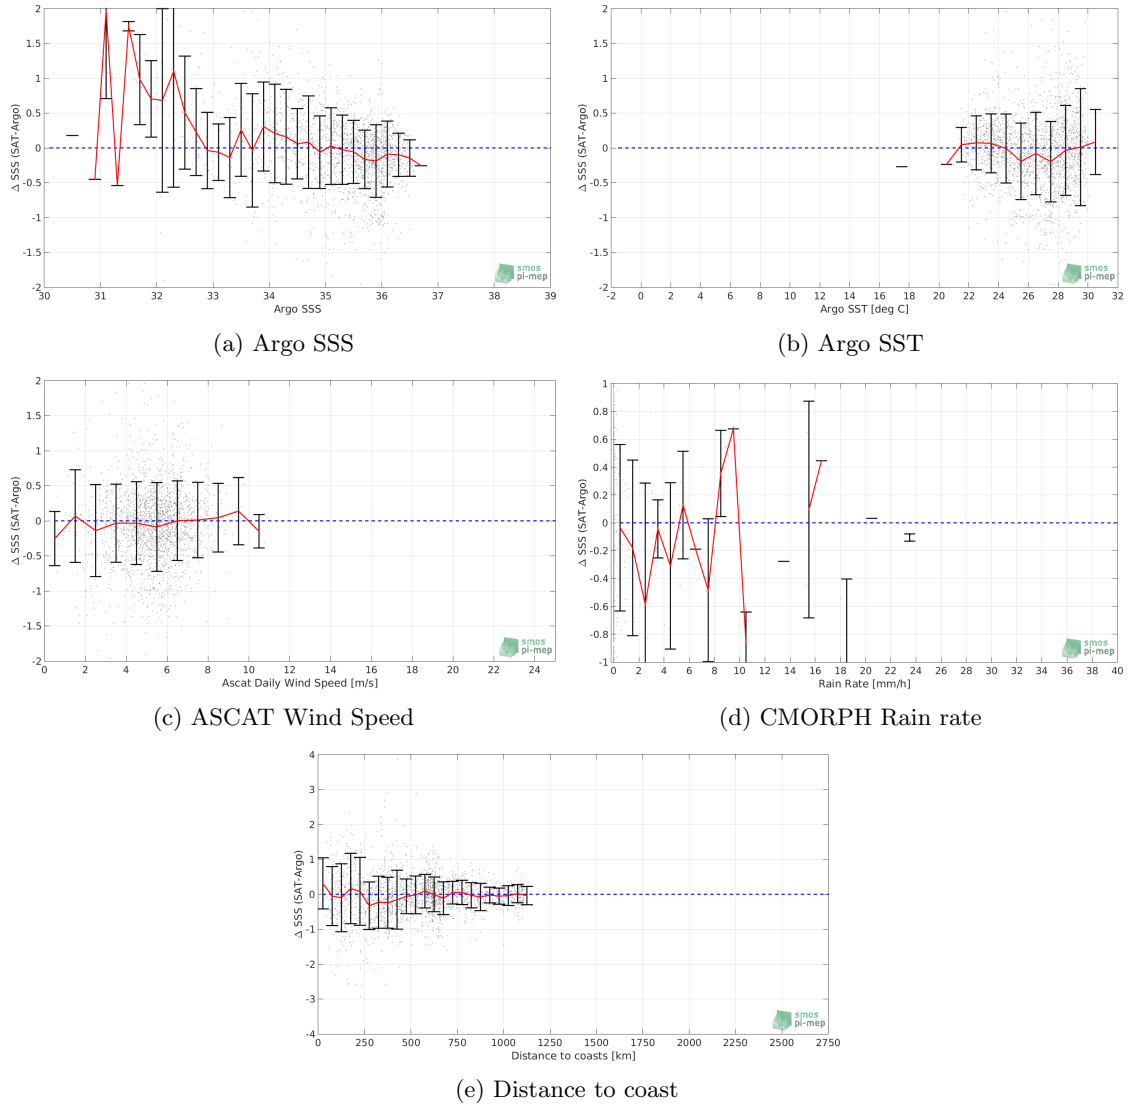 2
1.5
1
0.5
0
-0.5
-1
-1.5
-2
Δ SSS (SAT-Argo)
30 31 32 33 34 35 36 37 38 39
Argo SSS
smos
pi-mep
(a) Argo SSS
2
1.5
1
0.5
0
-0.5
-1
-1.5
-2
Δ SSS (SAT-Argo)
-2 0 2 4 6 8 10 12 14 16 18 20 22 24 26 28 30 32
Argo SST [deg C]
smos
pi-mep
(b) Argo SST
2
1.5
1
0.5
0
-0.5
-1
-1.5
-2
Δ SSS (SAT-Argo)
0 2 4 6 8 10 12 14 16 18 20 22 24
Ascat Daily Wind Speed [m/s]
smos
pi-mep
(c) ASCAT Wind Speed
1
0.8
0.6
0.4
0.2
0
-0.2
-0.4
-0.6
-0.8
-1
Δ SSS (SAT-Argo)
0 2 4 6 8 10 12 14 16 18 20 22 24 26 28 30 32 34 36 38 40
Rain Rate [mm/h]
smos
pi-mep
(d) CMORPH Rain rate
4
3
2
1
0
-1
-2
-3
-4
Δ SSS (SAT-Argo)
0 250 500 750 1000 1250 1500 1750 2000 2250 2500 2750
Distance to coasts [km]
smos
pi-mep
(e) Distance to coast